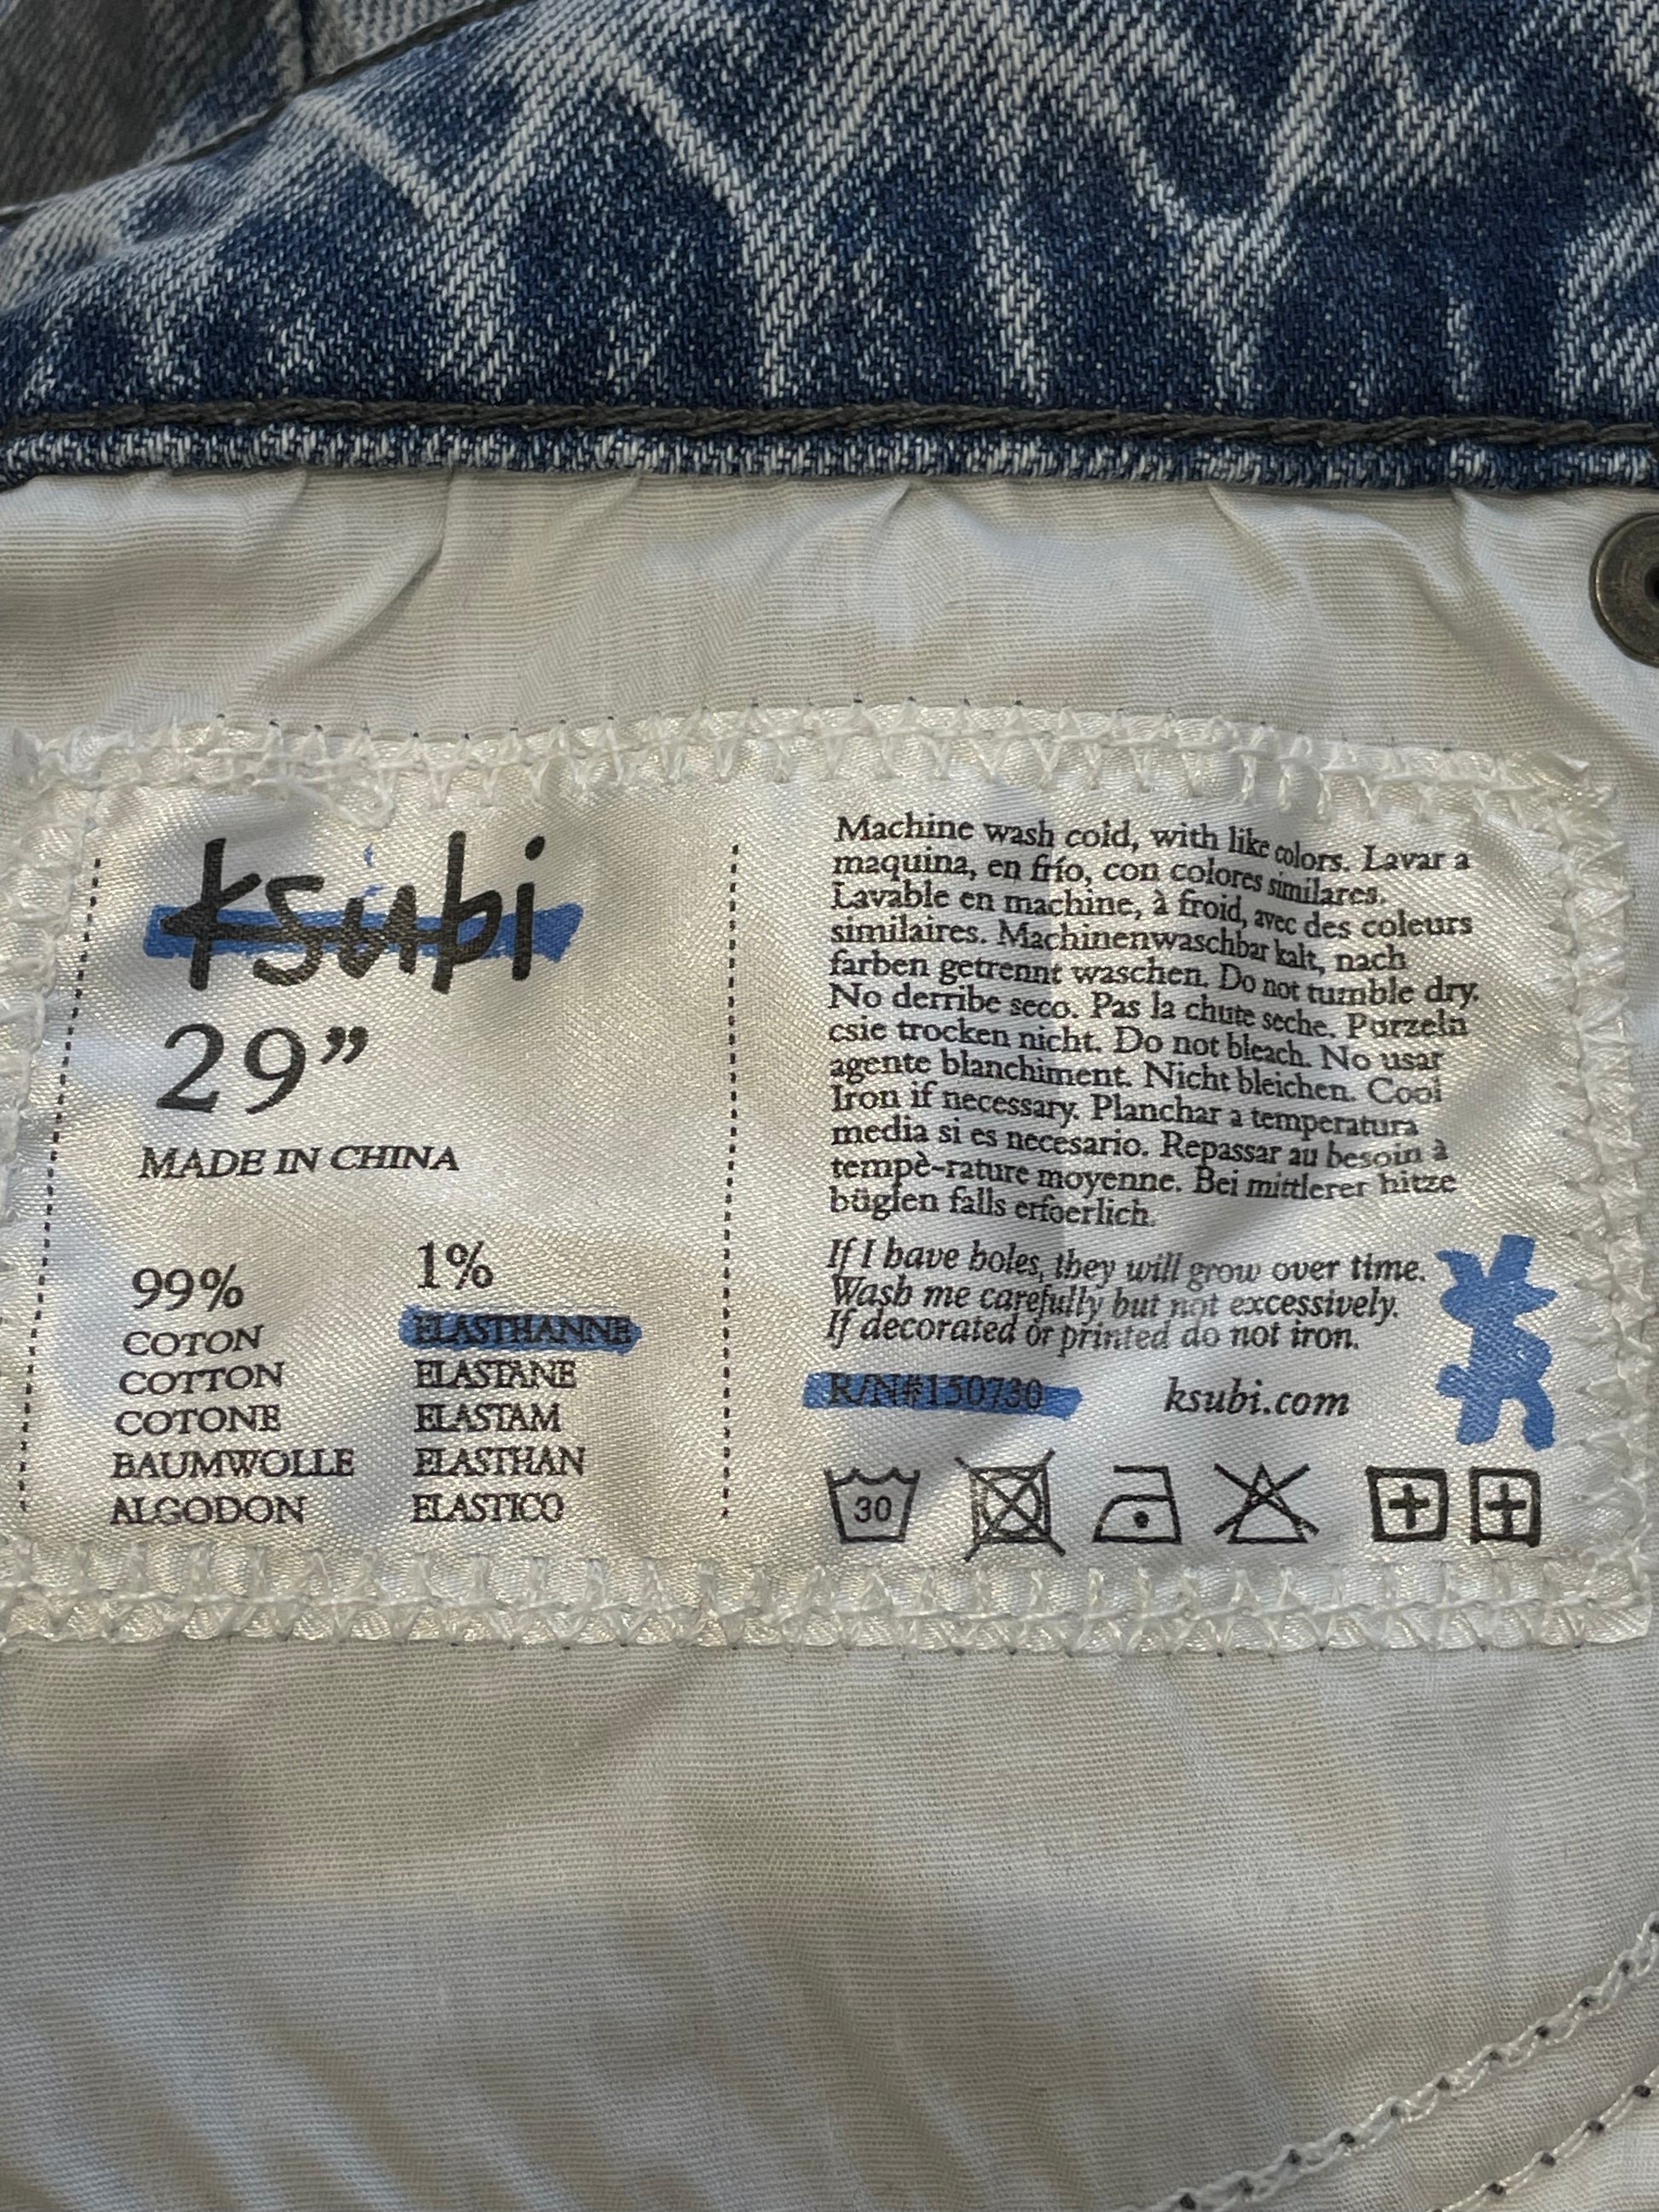 ksubi
29”
MADE IN CHINA
99%
COTON
COTTON
COTONE
BAUMWOLLE
ALGODON
1%
ELASTHANNE
ELASTANE
ELASTAM
ELASTHAN
ELASTICO
Machine wash cold, with like colors. Lavar a
maquina, en frío, con colores similares.
Lavable en machine, à froid, avec des couleurs
similaires. Machinenwaschbar kalt, nach
farben getrennt waschen. Do not tumble dry.
No derribe seco. Pas la chute seche. Purzeln
csie trocken nicht. Do not bleach. No usar
agente blanchiment. Nicht bleichen. Cool
Iron if necessary. Planchar a temperatura
media si es necesario. Repassar au besoin à
tempè-rature moyenne. Bei mittlerer hitze
büglen falls erfoerlich.
If I have holes, they will grow over time.
Wash me carefully but not excessively.
If decorated or printed do not iron.
R/N#150730 ksubi.com
30